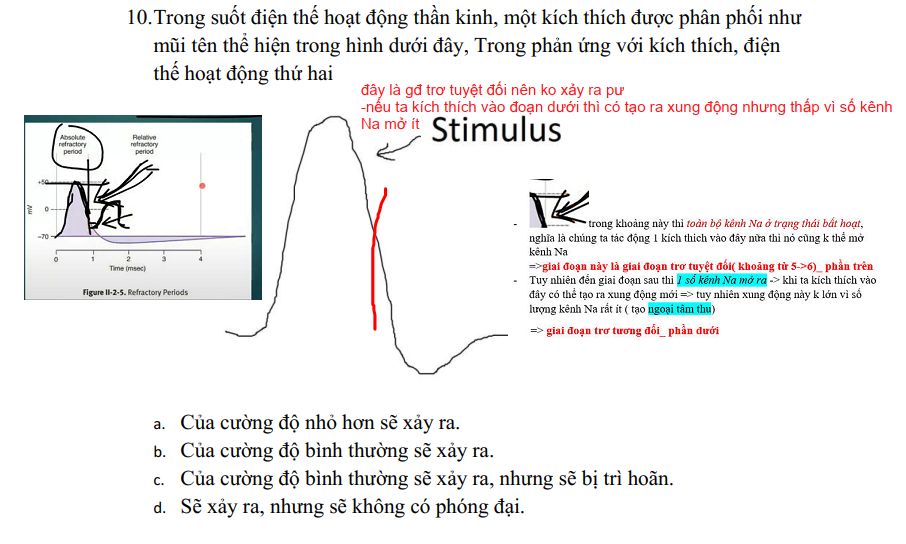 10.Trong suốt điện thế hoạt động thần kinh, một kích thích được phân phối như
mũi tên thể hiện trong hình dưới đây, Trong phản ứng với kích thích, điện
thế hoạt động thứ hai
đây là gđ trơ tuyệt đối nên ko xảy ra pư
-nếu ta kích thích vào đoạn dưới thì có tạo ra xung động nhưng thấp vì số kênh
Na mở ít
Stimulus
Absolute
refractory
period
Relative
refractory
period
+50
0
-70
mV
0 1 2 3 4
Time (msec)
Figure II-2-5. Refractory Periods
- trong khoảng này thì toàn bộ kênh Na ở trạng thái bất hoạt,
nghĩa là chúng ta tác động 1 kích thich vào đây nữa thì nó cũng k thể mở
kênh Na
=>giai đoạn này là giai đoạn trơ tuyệt đối( khoảng từ 5->6)_ phần trên
- Tuy nhiên đến giai đoạn sau thi 1 số kênh Na mở ra -> khi ta kích thích vào
đây có thể tạo ra xung động mới => tuy nhiên xung động này k lớn vì số
lượng kênh Na rất ít ( tạo ngoại tâm thu)
=> giai đoạn trơ tương đối_ phần dưới
a. Của cường độ nhỏ hơn sẽ xảy ra.
b. Của cường độ bình thường sẽ xảy ra.
c. Của cường độ bình thường sẽ xảy ra, nhưng sẽ bị trì hoãn.
d. Sẽ xảy ra, nhưng sẽ không có phóng đại.